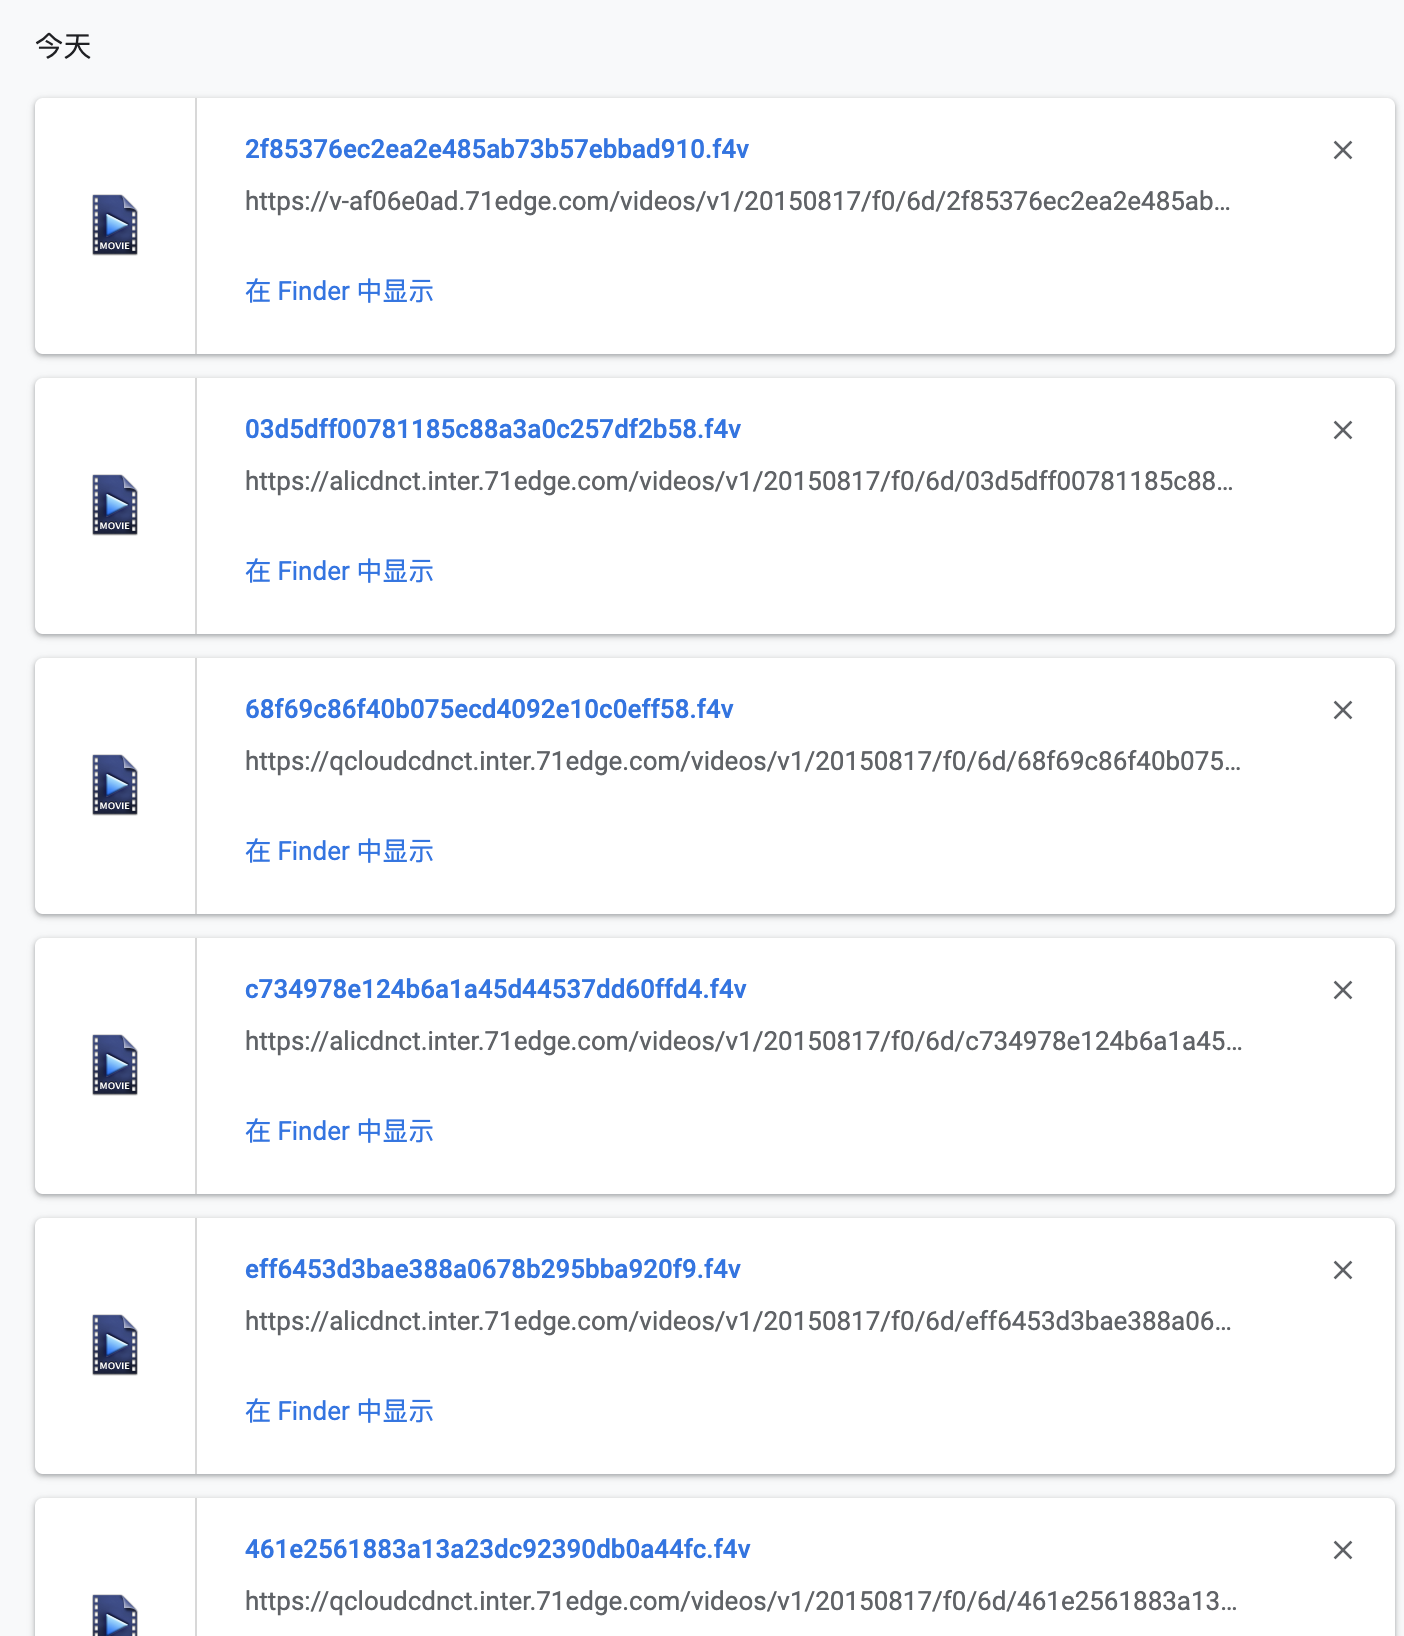 今天
2f85376ec2ea2e485ab73b57ebbad910.f4v
https://v-af06e0ad.71edge.com/videos/v1/20150817/f0/6d/2f85376ec2ea2e485ab...
MOVIE
在 Finder 中显示
03d5dff00781185c88a3a0c257df2b58.f4v
https://alicdnct.inter.71edge.com/videos/v1/20150817/f0/6d/03d5dff00781185c88...
MOVIE
在 Finder 中显示
68f69c86f40b075ecd4092e10c0eff58.f4v
https://qcloudcdnct.inter.71edge.com/videos/v1/20150817/f0/6d/68f69c86f40b075...
MOVIE
在 Finder 中显示
c734978e124b6a1a45d44537dd60ffd4.f4v
https://alicdnct.inter.71edge.com/videos/v1/20150817/f0/6d/c734978e124b6a1a45...
MOVIE
在 Finder 中显示
eff6453d3bae388a0678b295bba920f9.f4v
https://alicdnct.inter.71edge.com/videos/v1/20150817/f0/6d/eff6453d3bae388a06...
MOVIE
在 Finder 中显示
461e2561883a13a23dc92390db0a44fc.f4v
https://qcloudcdnct.inter.71edge.com/videos/v1/20150817/f0/6d/461e2561883a13...